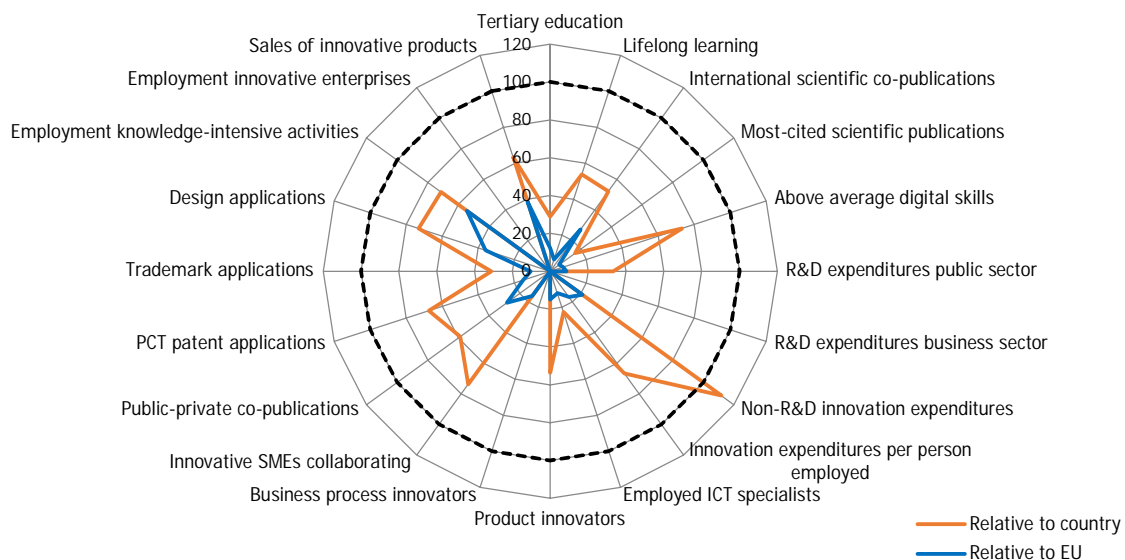 Tertiary education
Lifelong learning
International scientific co-publications
Most-cited scientific publications
Above average digital skills
R&D expenditures public sector
R&D expenditures business sector
Non-R&D innovation expenditures
Innovation expenditures per person
employed
Employed ICT specialists
Product innovators
Business process innovators
Innovative SMEs collaborating
Public-private co-publications
PCT patent applications
Trademark applications
Design applications
Employment knowledge-intensive activities
Employment innovative enterprises
Sales of innovative products
120
100
80
60
40
20
0
Relative to country
Relative to EU